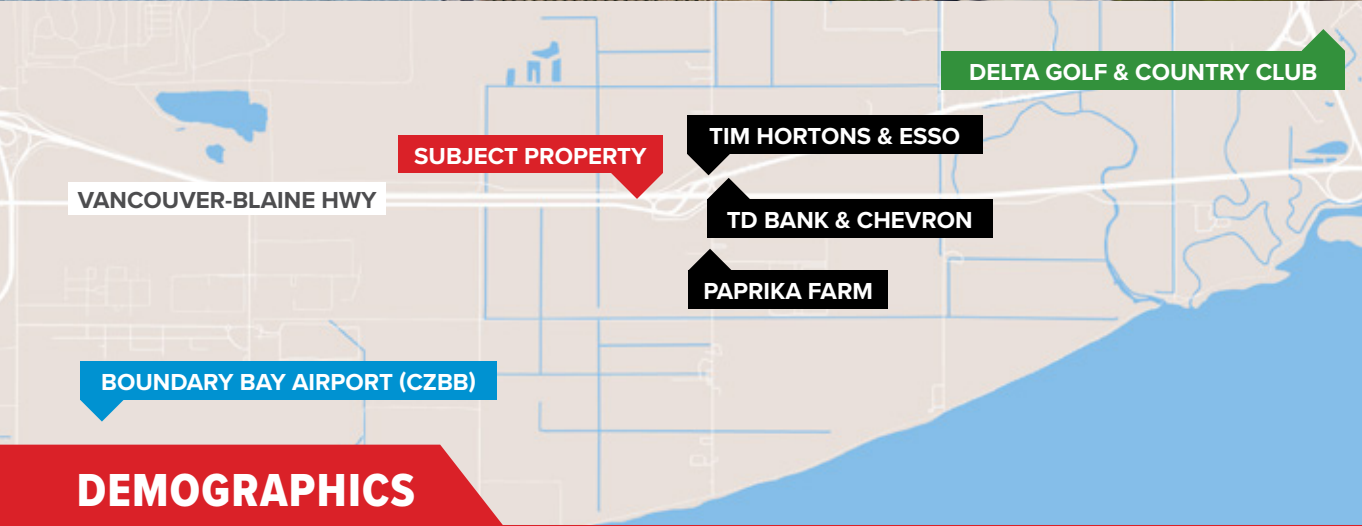 DELTA GOLF & COUNTRY CLUB
TIM HORTONS & ESSO
SUBJECT PROPERTY
VANCOUVER-BLAINE HWY
TD BANK & CHEVRON
PAPRIKA FARM
BOUNDARY BAY AIRPORT (CZBB)
DEMOGRAPHICS